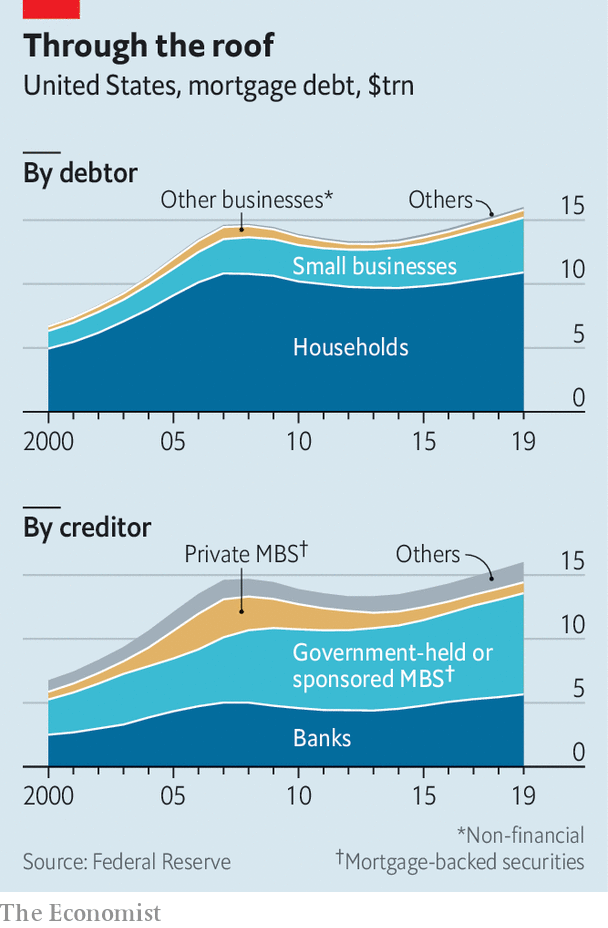 Through the roof
United States, mortgage debt, $trn
By debtor
Other businesses*
Others
15
Small businesses
10
Households
5
0
2000
05
10
15
19
By creditor
Private MBS†
Others
15
10
Government-held or
sponsored MBS†
5
Banks
0
2000
05
10
15
19
*Non-financial
Source: Federal Reserve
†Mortgage-backed securities
The Economist